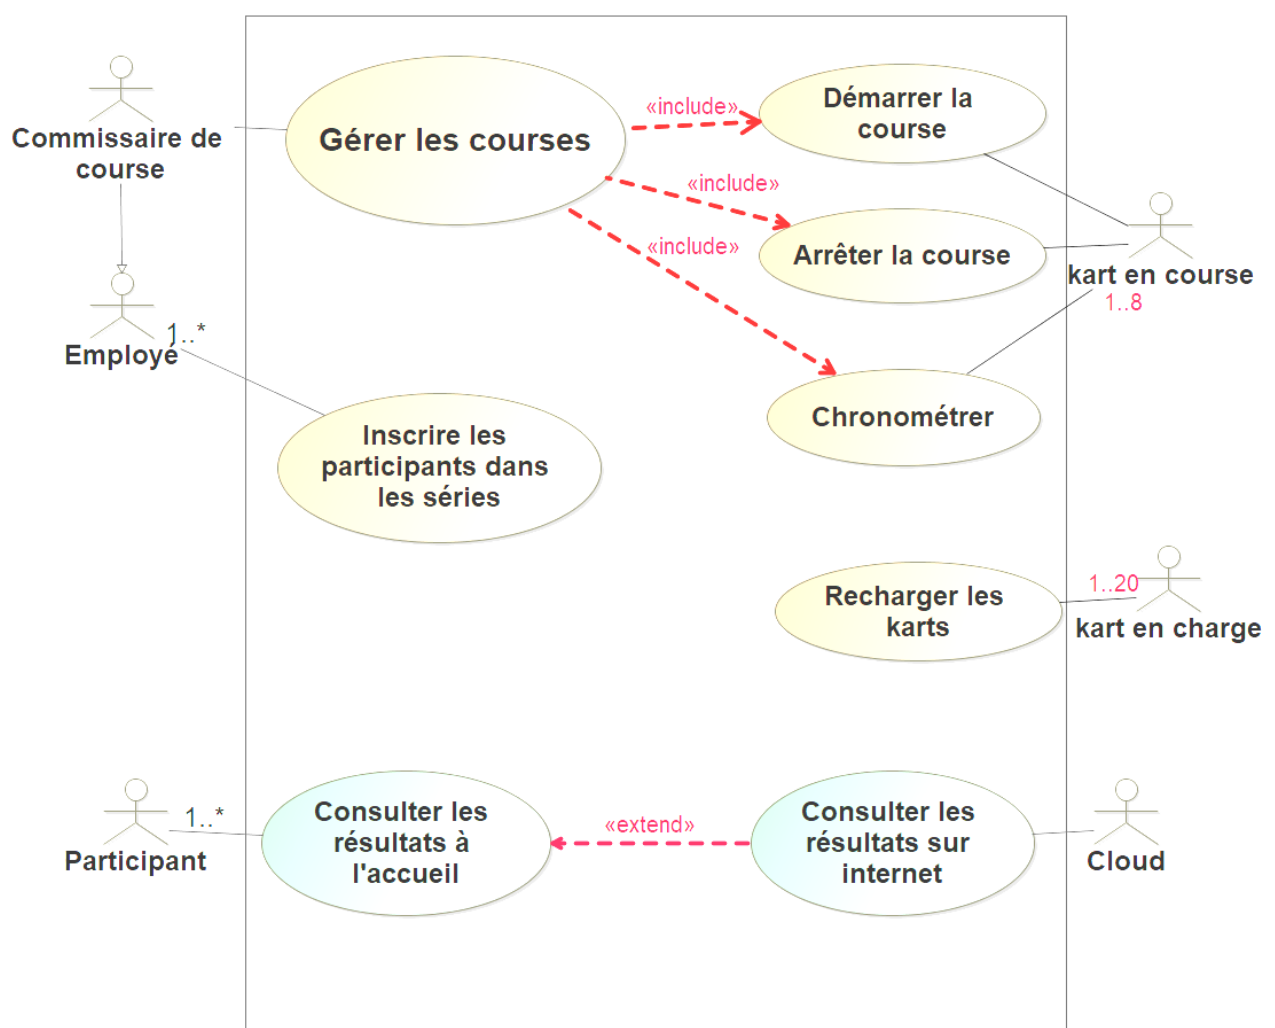 Commissaire de
course
Gérer les courses
«include»
Démarrer la
course
«include»
Arrêter la course
«include»
kart en course
1..8
Employé
1..*
Chronométrer
Inscrire les
participants dans
les séries
Recharger les
karts
1..20
kart en charge
Participant
1..*
Consulter les
résultats à
l'accueil
«extend»
Consulter les
résultats sur
internet
Cloud